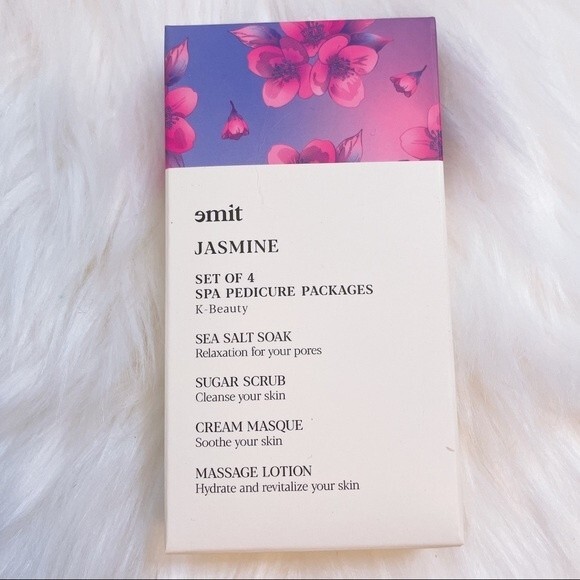 ɘmit
JASMINE
SET OF 4
SPA PEDICURE PACKAGES
K-Beauty
SEA SALT SOAK
Relaxation for your pores
SUGAR SCRUB
Cleanse your skin
CREAM MASQUE
Soothe your skin
MASSAGE LOTION
Hydrate and revitalize your skin